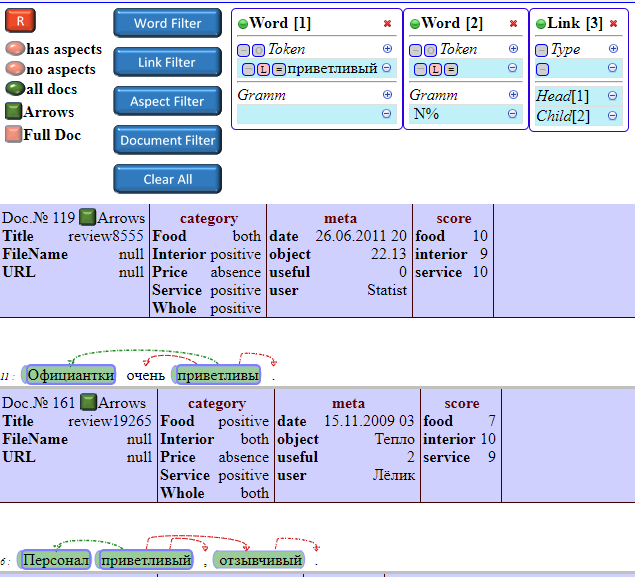 R
has aspects
no aspects
all docs
Arrows
Full Doc
Word Filter
Link Filter
Aspect Filter
Document Filter
Clear All
Word [1]
– o Token
– L = приветливый
Gramm
Word [2]
– o Token
– L =
Gramm
N%
Link [3]
– Type
–
Head[1]
Child[2]
Doc.№ 119 Arrows category meta score
Title review8555 Food both date 26.06.2011 20 food 10
FileName null Interior positive object 22.13 interior 9
URL null Price absence useful 0 service 10
Service positive user Statist
Whole positive
11 : Официантки очень приветливы .
Doc.№ 161 Arrows category meta score
Title review19265 Food positive date 15.11.2009 03 food 7
FileName null Interior both object Тепло interior 10
URL null Price absence useful 2 service 9
Service positive user Лёлик
Whole both
6 : Персонал приветливый , отзывчивый .